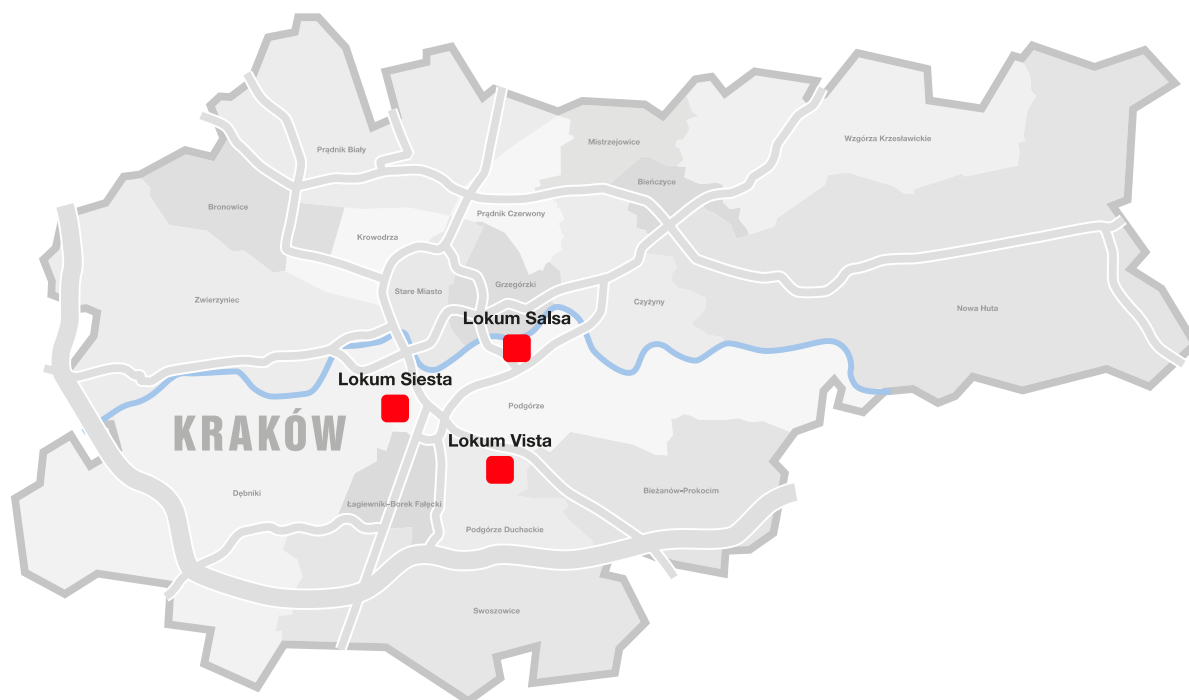 Mistrzejowice
Wzgórza Krzesławickie
Prądnik Biały
Bieńczyce
Bronowice
Prądnik Czerwony
Krowodrza
Grzegórzki
Stare Miasto
Zwierzyniec
Czyżyny
Nowa Huta
Lokum Salsa
Lokum Siesta
Podgórze
KRAKÓW
Lokum Vista
Dębniki
Bieżanów-Prokocim
Łagiewniki-Borek Fałęcki
Podgórze Duchackie
Swoszowice